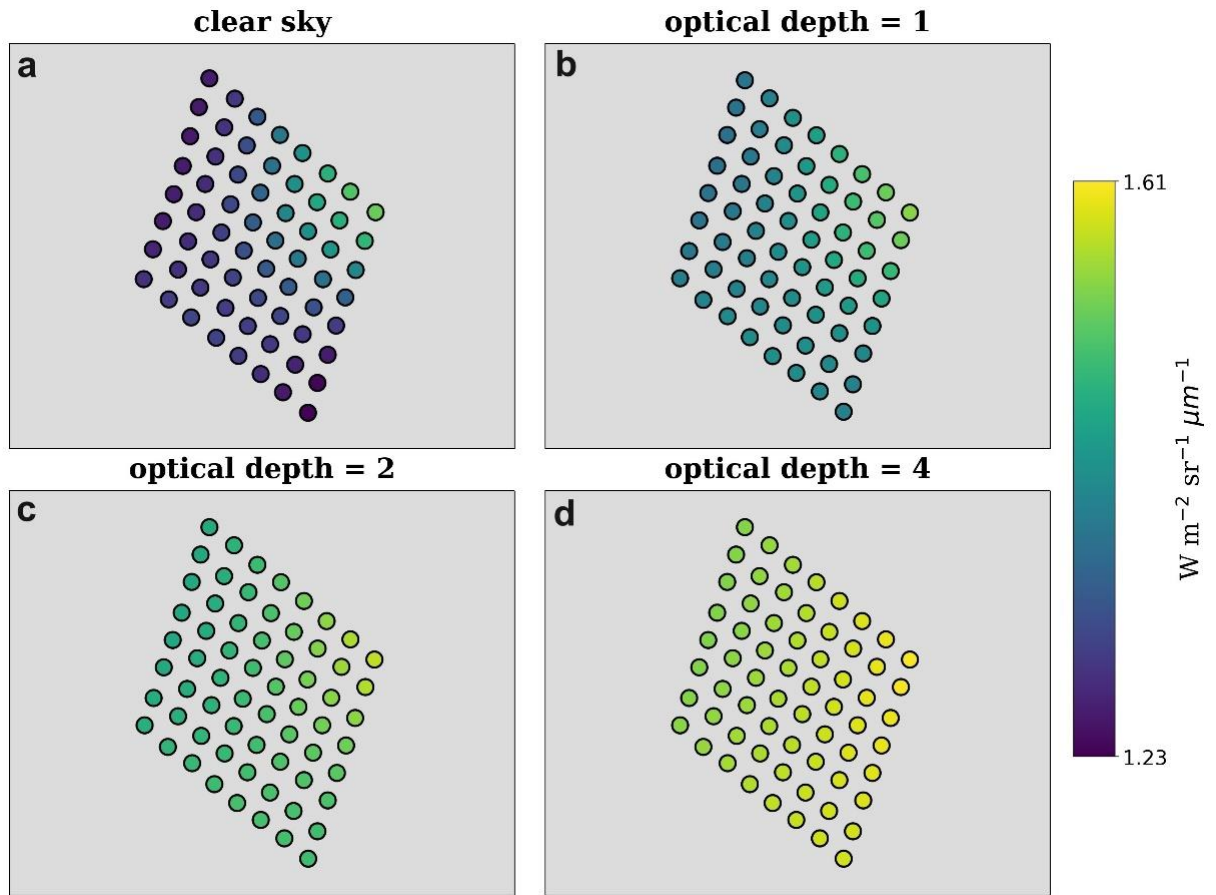 clear sky
optical depth = 1
a
b
optical depth = 2
optical depth = 4
c
d
1.61
W m⁻² sr⁻¹ μm⁻¹
1.23